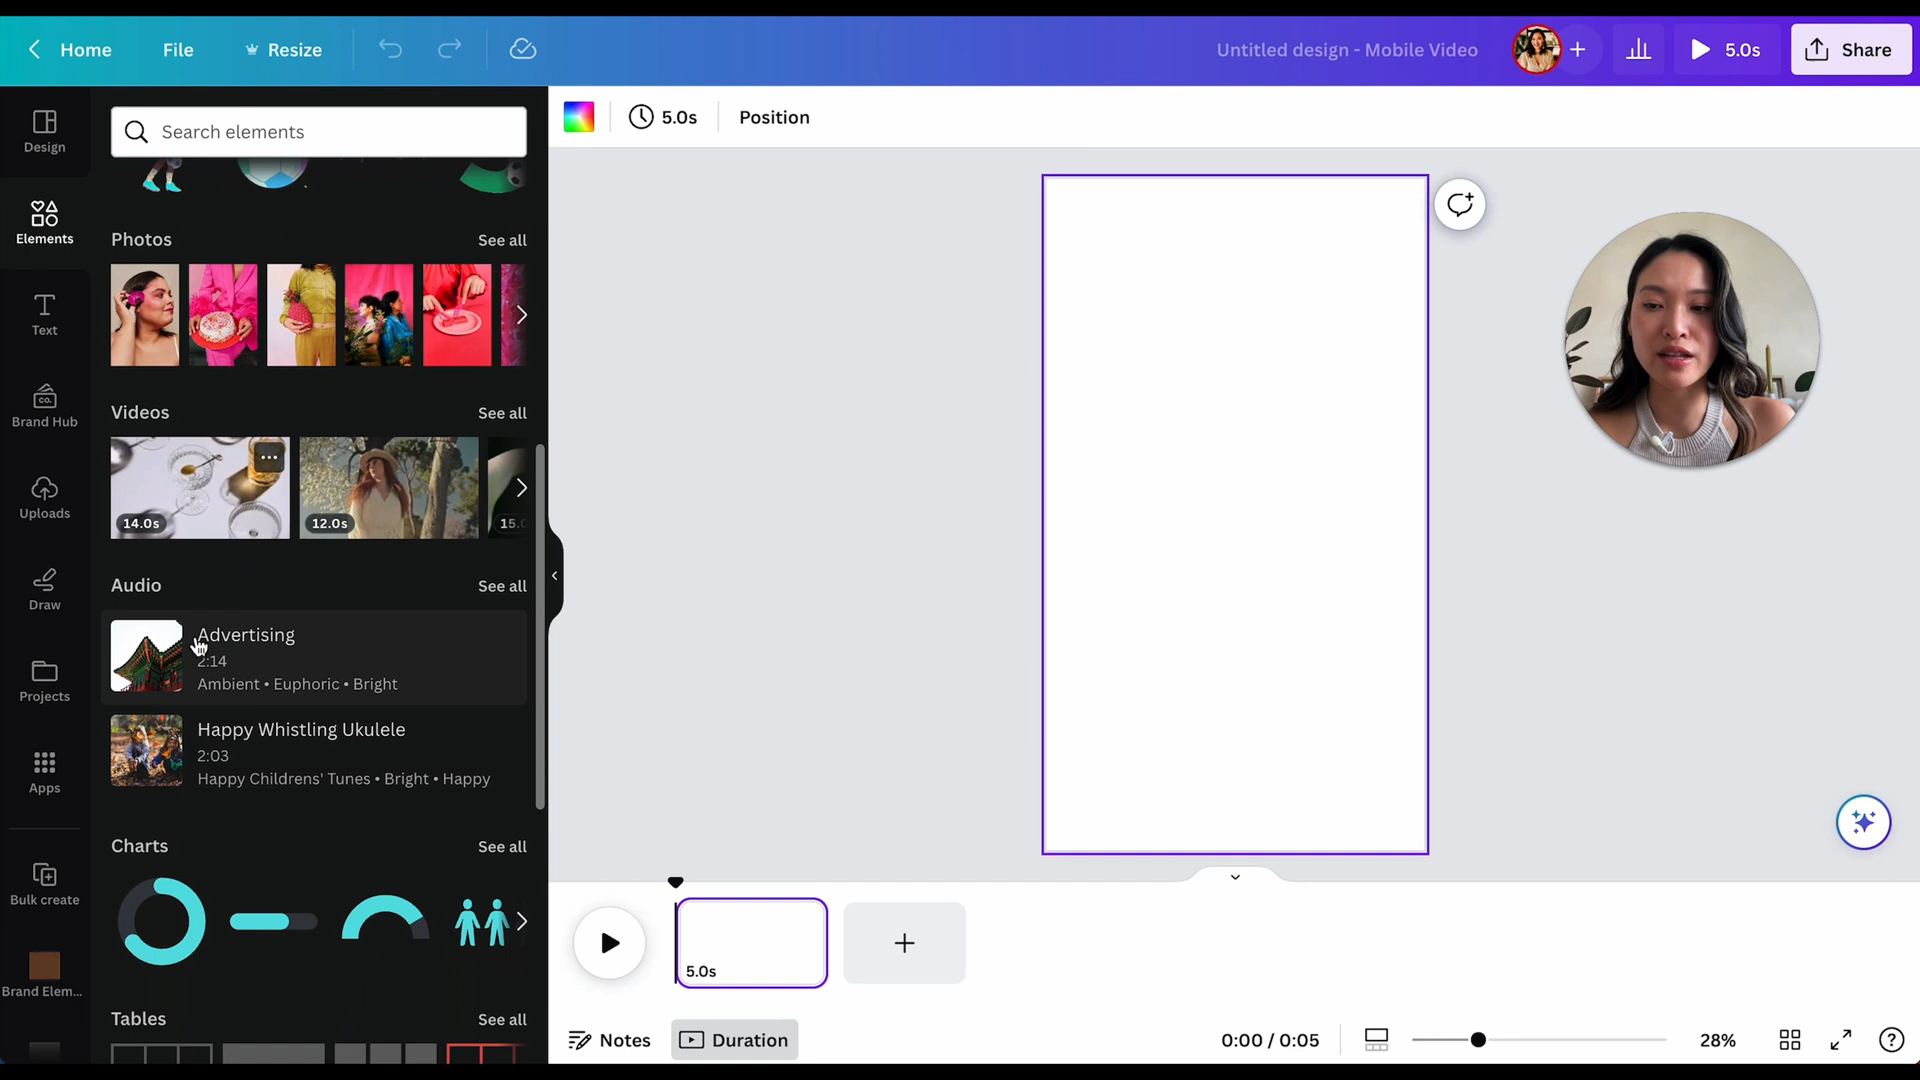 Home
File
Resize
Untitled design - Mobile Video
5.0s
Share
Design
Elements
Text
Brand Hub
co.
Uploads
Draw
Projects
Apps
Bulk create
Brand Elem...
Search elements
Photos
See all
Videos
See all
14.0s
12.0s
Audio
See all
Advertising
2:14
Ambient • Euphoric • Bright
Happy Whistling Ukulele
2:03
Happy Childrens' Tunes • Bright • Happy
Charts
See all
Tables
See all
5.0s
Position
5.0s
Notes
Duration
0:00 / 0:05
28%